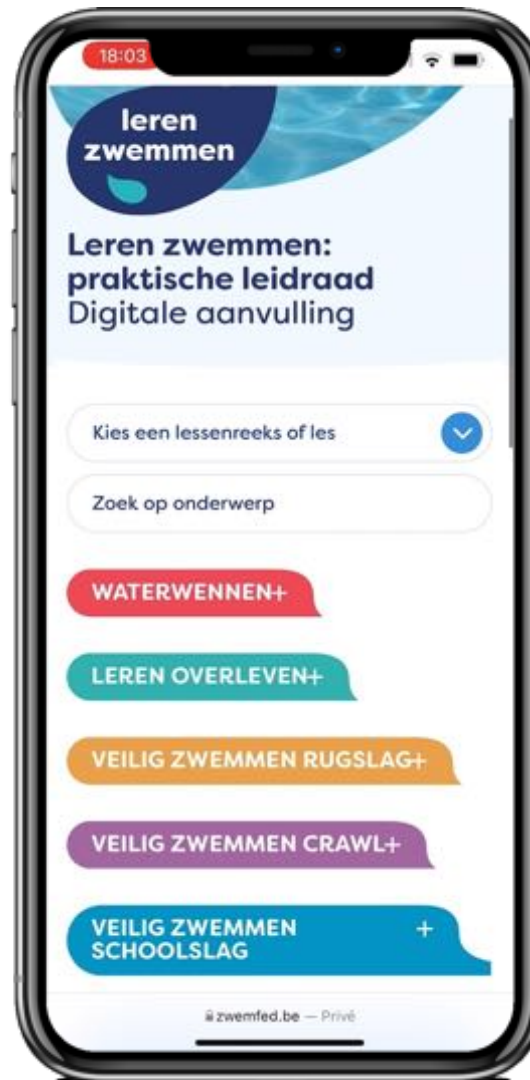 18:03
leren
zwemmen
Leren zwemmen:
praktische leidraad
Digitale aanvulling
Kies een lessenreeks of les
Zoek op onderwerp
WATERWENNEN+
LEREN OVERLEVEN+
VEILIG ZWEMMEN RUGSLAG+
VEILIG ZWEMMEN CRAWL+
VEILIG ZWEMMEN +
SCHOOLSLAG
zwemfed.be — Privé